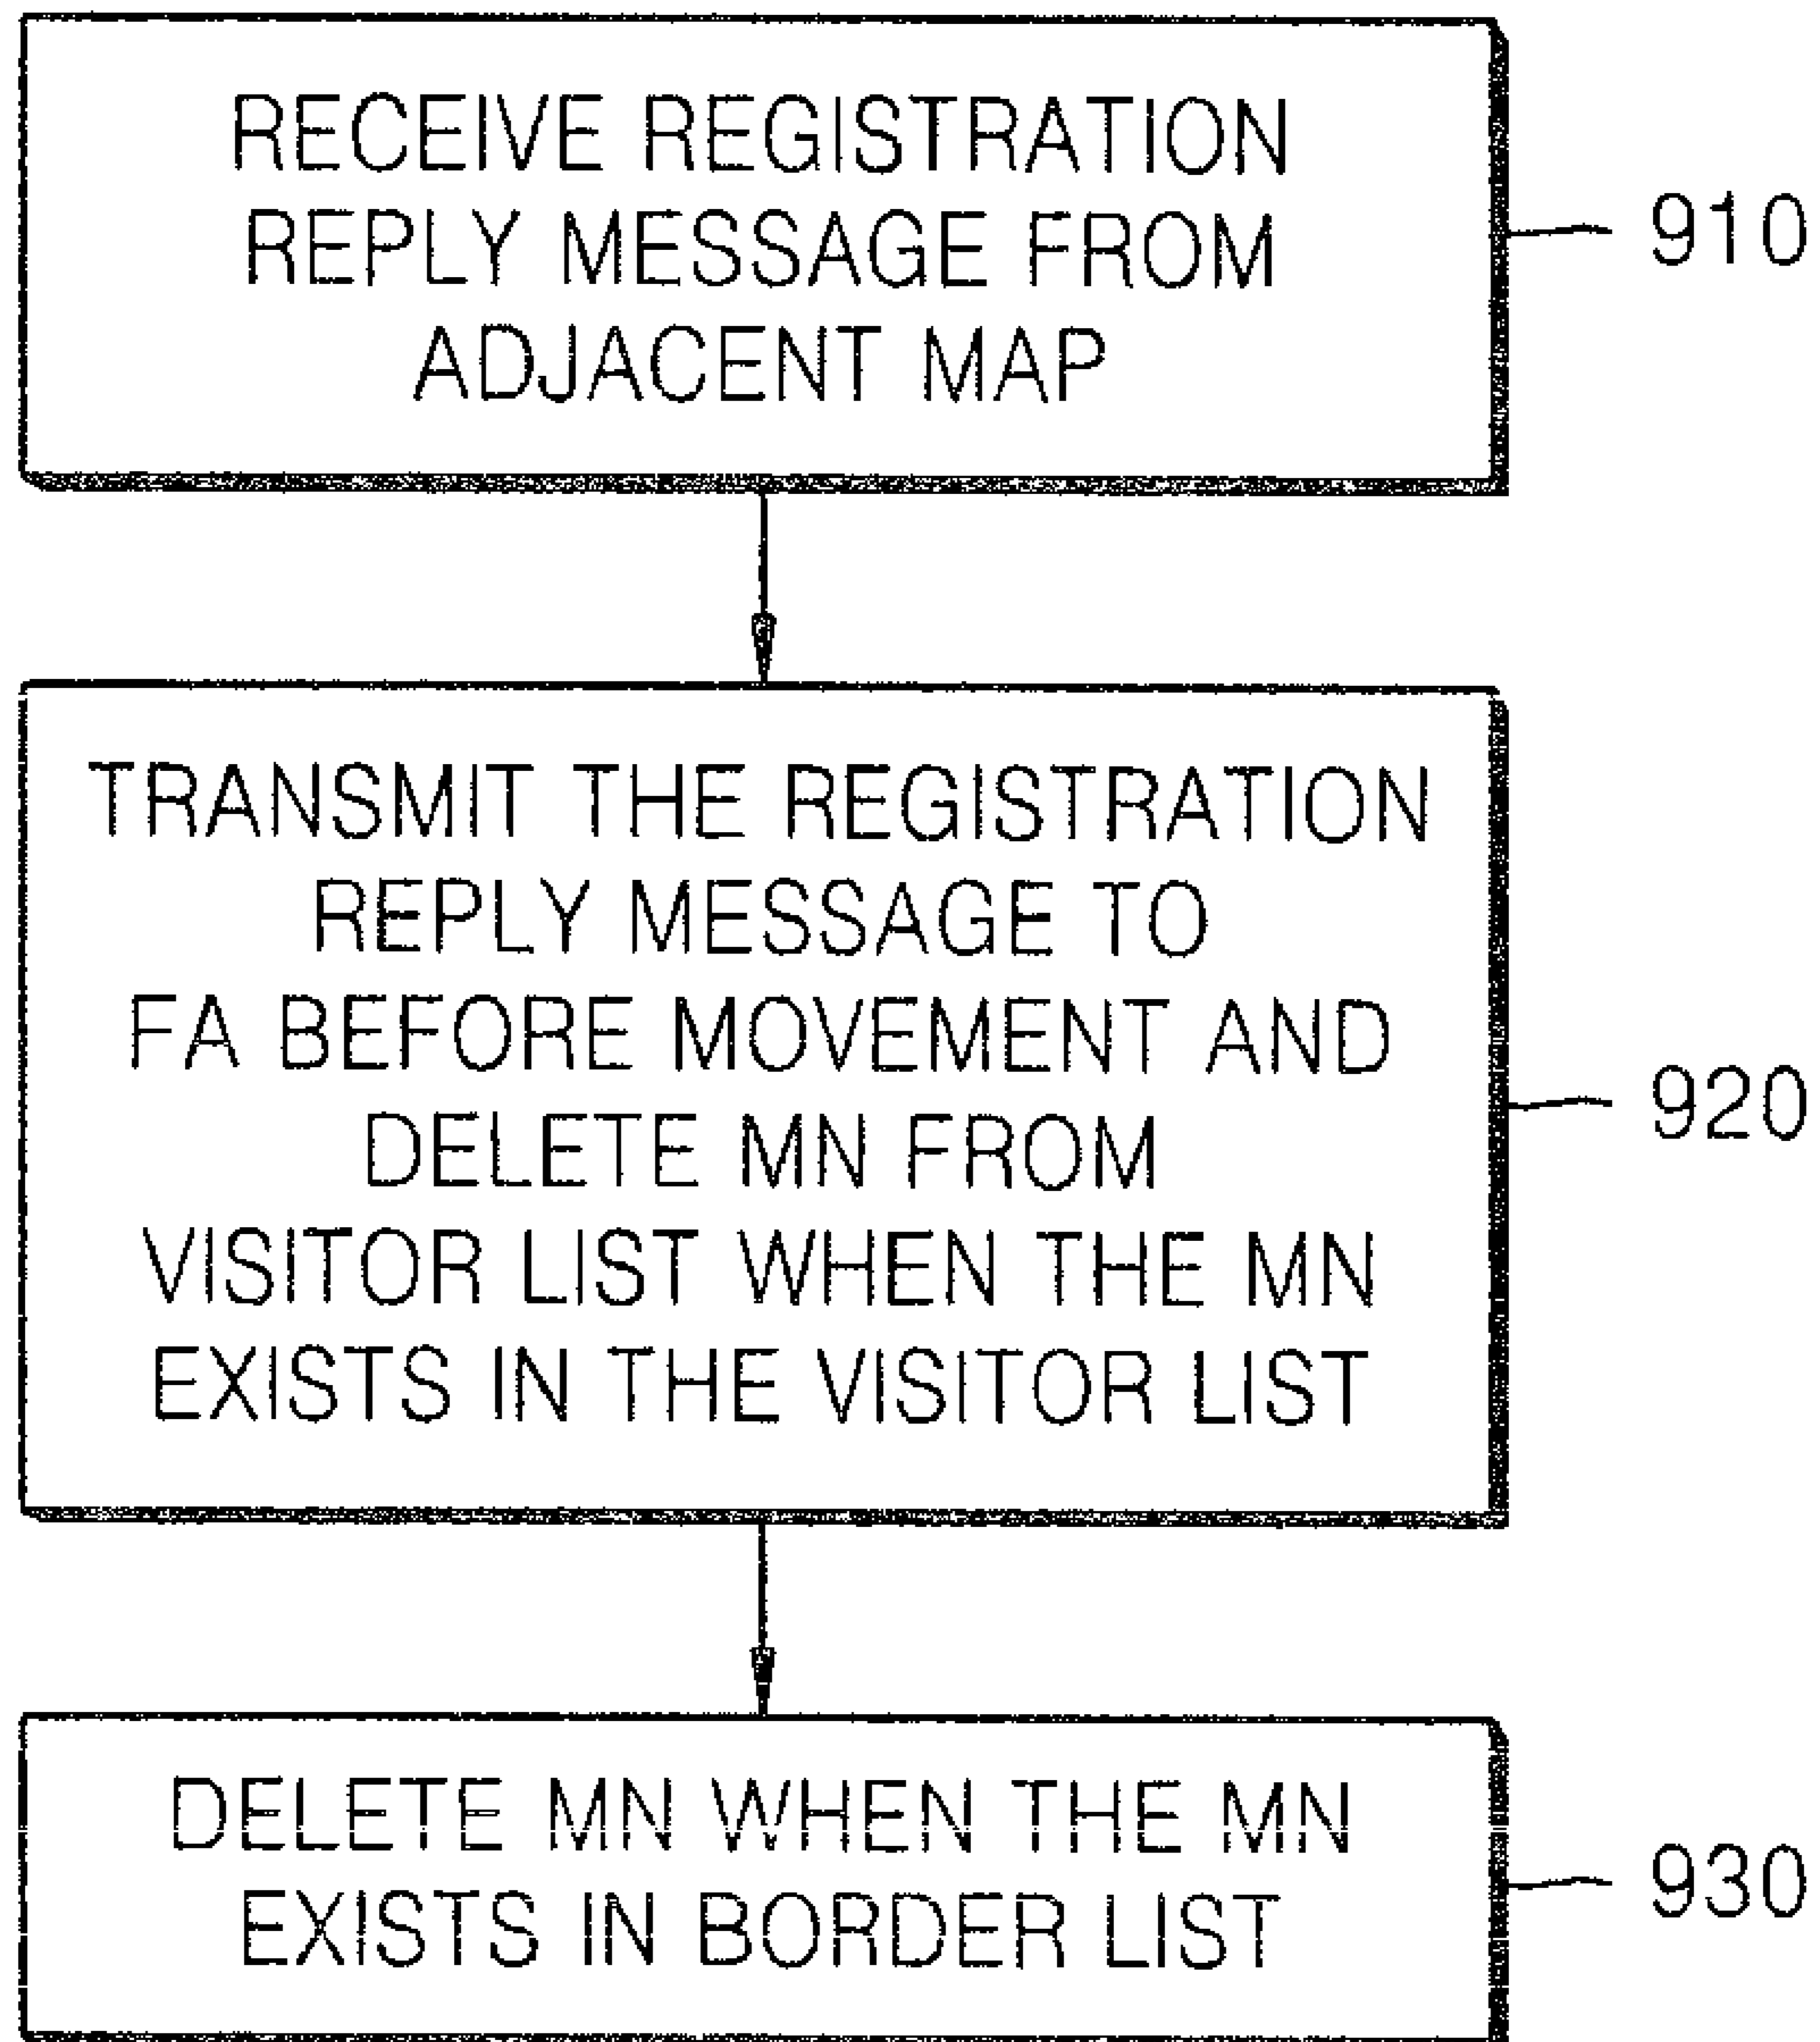 RECEIVE REGISTRATION
REPLY MESSAGE FROM
ADJACENT MAP
910
TRANSMIT THE REGISTRATION
REPLY MESSAGE TO
FA BEFORE MOVEMENT AND
DELETE MN FROM
VISITOR LIST WHEN THE MN
EXISTS IN THE VISITOR LIST
920
DELETE MN WHEN THE MN
EXISTS IN BORDER LIST
930